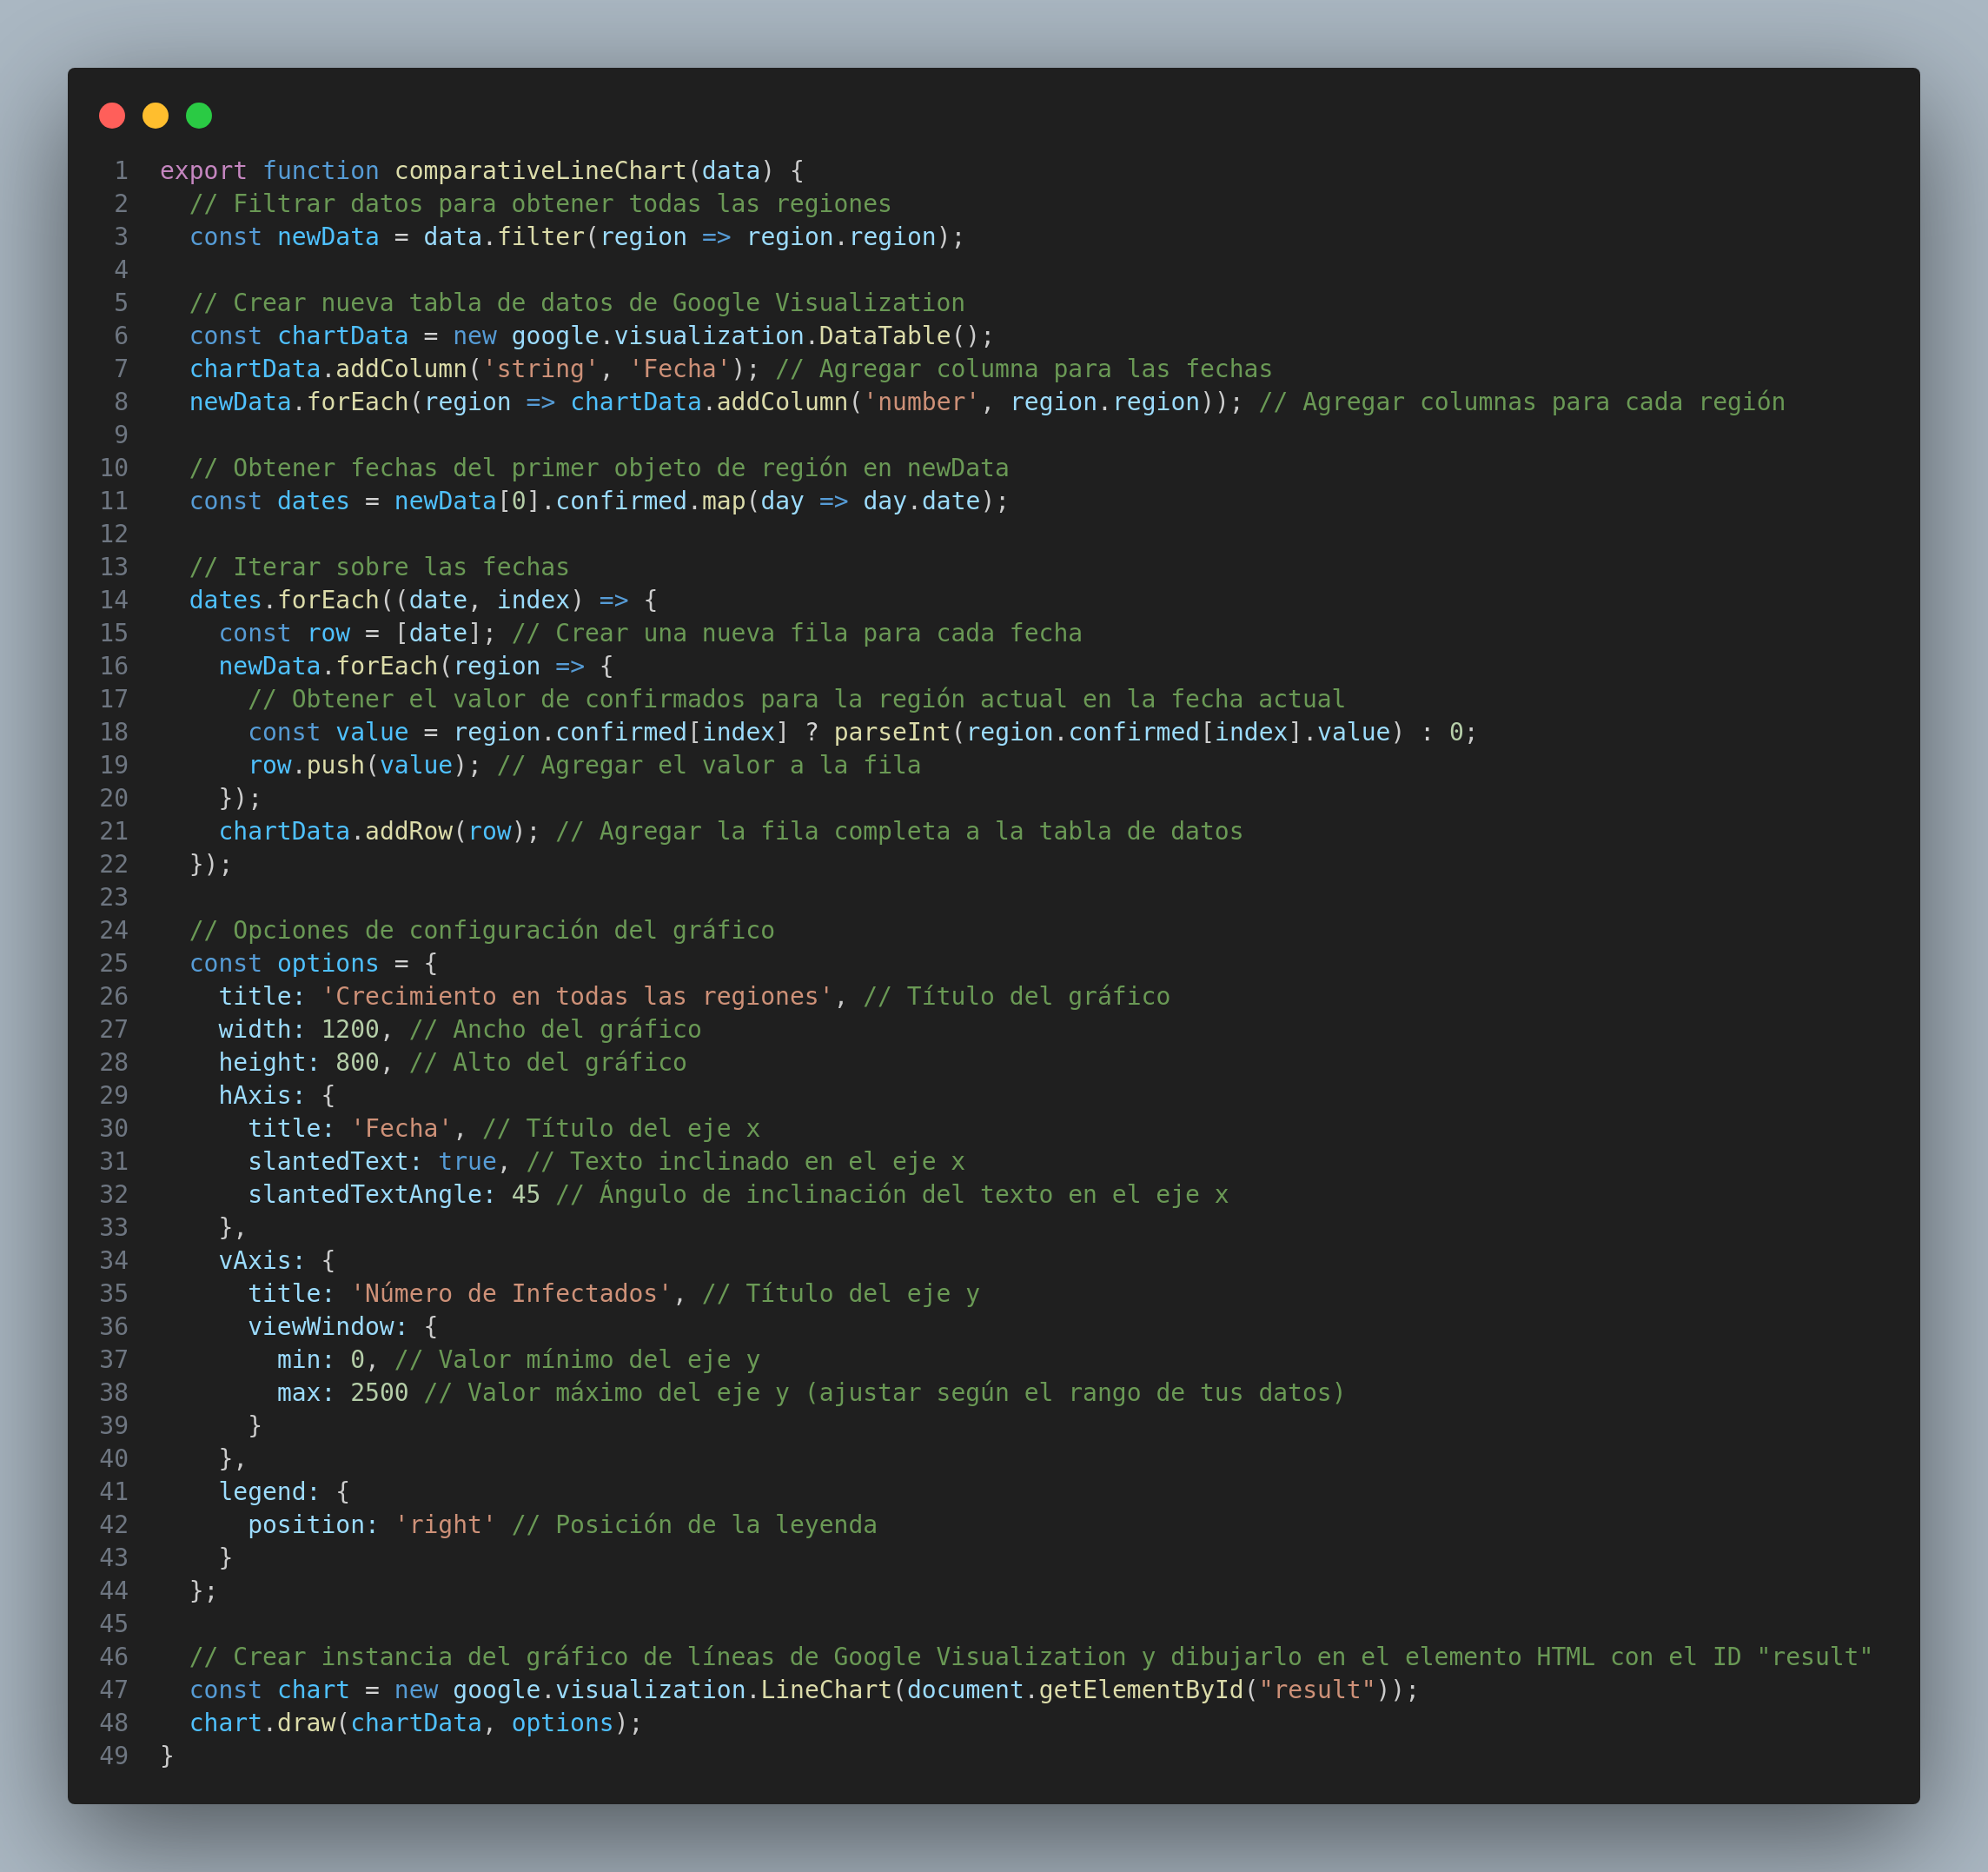 1 export function comparativeLineChart(data) {
2   // Filtrar datos para obtener todas las regiones
3   const newData = data.filter(region => region.region);
4
5   // Crear nueva tabla de datos de Google Visualization
6   const chartData = new google.visualization.DataTable();
7   chartData.addColumn('string', 'Fecha'); // Agregar columna para las fechas
8   newData.forEach(region => chartData.addColumn('number', region.region)); // Agregar columnas para cada región
9
10   // Obtener fechas del primer objeto de región en newData
11   const dates = newData[0].confirmed.map(day => day.date);
12
13   // Iterar sobre las fechas
14   dates.forEach((date, index) => {
15     const row = [date]; // Crear una nueva fila para cada fecha
16     newData.forEach(region => {
17       // Obtener el valor de confirmados para la región actual en la fecha actual
18       const value = region.confirmed[index] ? parseInt(region.confirmed[index].value) : 0;
19       row.push(value); // Agregar el valor a la fila
20     });
21     chartData.addRow(row); // Agregar la fila completa a la tabla de datos
22   });
23
24   // Opciones de configuración del gráfico
25   const options = {
26     title: 'Crecimiento en todas las regiones', // Título del gráfico
27     width: 1200, // Ancho del gráfico
28     height: 800, // Alto del gráfico
29     hAxis: {
30       title: 'Fecha', // Título del eje x
31       slantedText: true, // Texto inclinado en el eje x
32       slantedTextAngle: 45 // Ángulo de inclinación del texto en el eje x
33     },
34     vAxis: {
35       title: 'Número de Infectados', // Título del eje y
36       viewWindow: {
37         min: 0, // Valor mínimo del eje y
38         max: 2500 // Valor máximo del eje y (ajustar según el rango de tus datos)
39       }
40     },
41     legend: {
42       position: 'right' // Posición de la leyenda
43     }
44   };
45
46   // Crear instancia del gráfico de líneas de Google Visualization y dibujarlo en el elemento HTML con el ID "result"
47   const chart = new google.visualization.LineChart(document.getElementById("result"));
48   chart.draw(chartData, options);
49 }